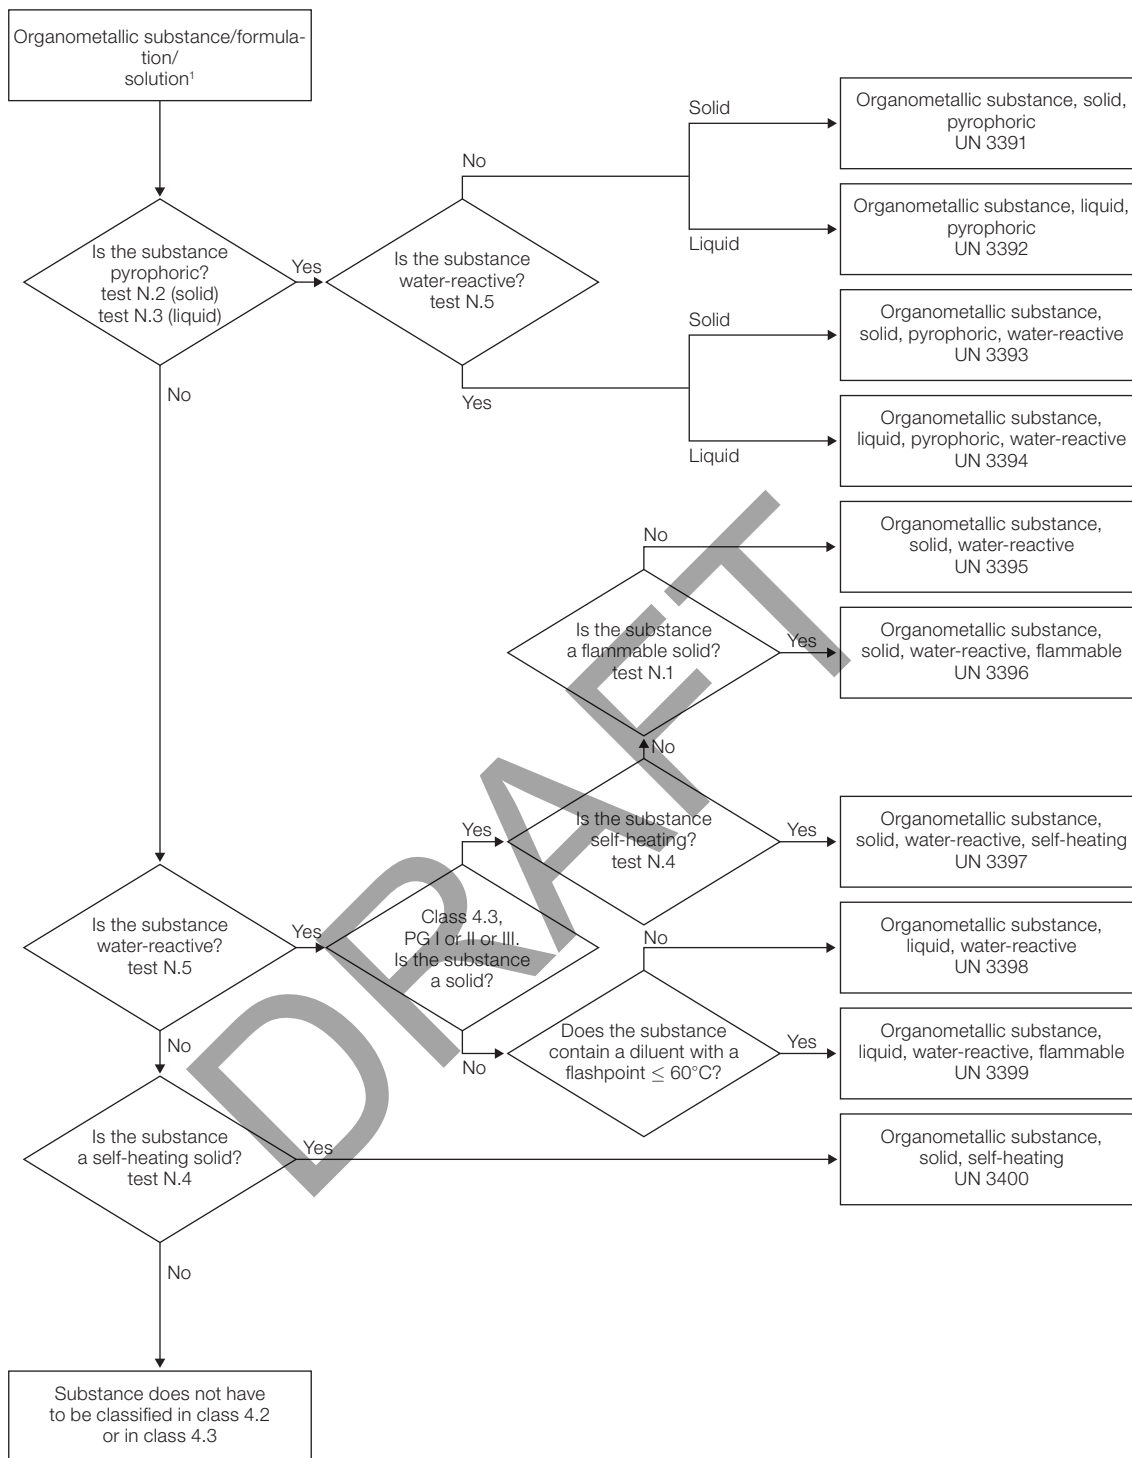 Organometallic substance/formula-
tion/
solution¹
Solid
Organometallic substance, solid,
pyrophoric
UN 3391
No
Organometallic substance, liquid,
pyrophoric
UN 3392
Liquid
Is the substance
pyrophoric?
test N.2 (solid)
test N.3 (liquid)
Yes
Is the substance
water-reactive?
test N.5
Solid
Organometallic substance,
solid, pyrophoric, water-reactive
UN 3393
No
Yes
Organometallic substance,
liquid, pyrophoric, water-reactive
UN 3394
Liquid
No
Organometallic substance,
solid, water-reactive
UN 3395
Is the substance
a flammable solid?
test N.1
Yes
Organometallic substance,
solid, water-reactive, flammable
UN 3396
No
Yes
Is the substance
self-heating?
test N.4
Yes
Organometallic substance,
solid, water-reactive, self-heating
UN 3397
Is the substance
water-reactive?
test N.5
Yes
Class 4.3,
PG I or II or III.
Is the substance
a solid?
No
Organometallic substance,
liquid, water-reactive
UN 3398
No
No
Does the substance
contain a diluent with a
flashpoint ≤ 60°C?
Yes
Organometallic substance,
liquid, water-reactive, flammable
UN 3399
Is the substance
a self-heating solid?
test N.4
Yes
Organometallic substance,
solid, self-heating
UN 3400
No
Substance does not have
to be classified in class 4.2
or in class 4.3
DRAFT